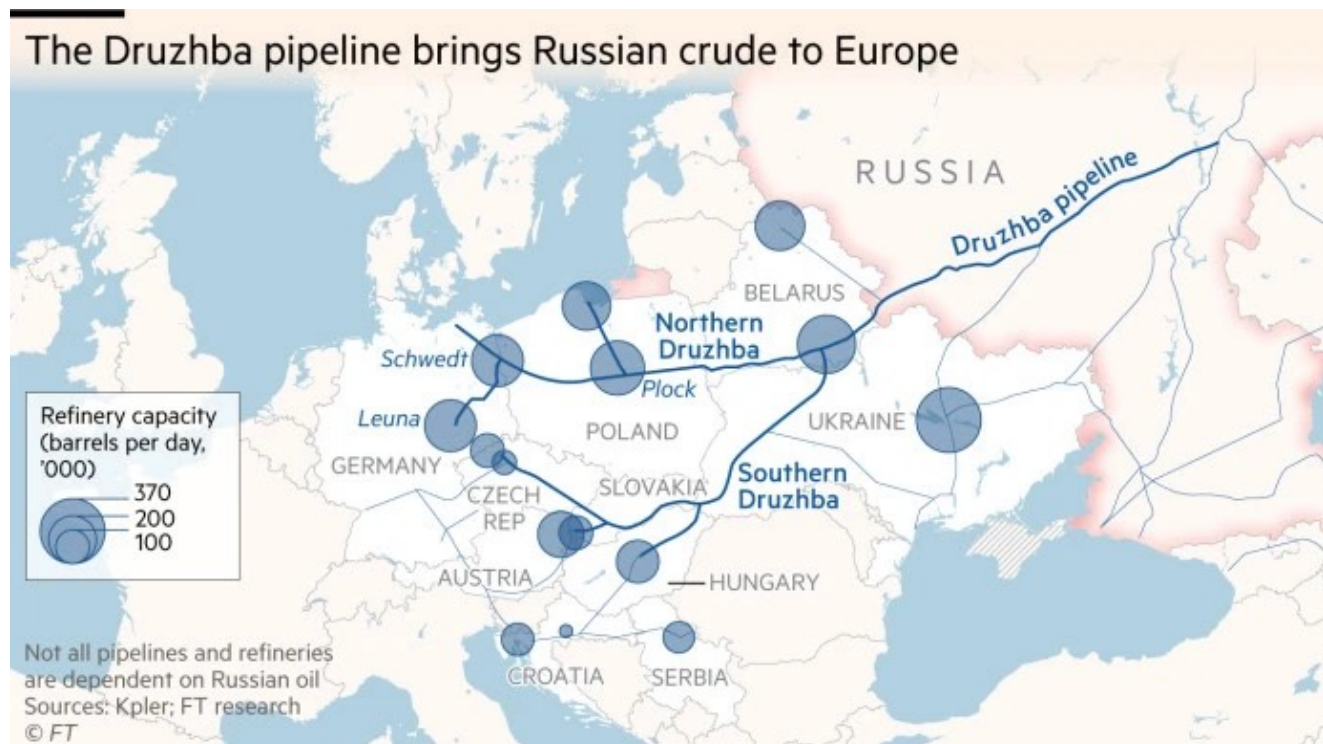 The Druzhba pipeline brings Russian crude to Europe
RUSSIA
Druzhba pipeline
BELARUS
Northern
Druzhba
Schwedt
Plock
Leuna
UKRAINE
POLAND
GERMANY
Southern
Druzhba
SLOVAKIA
CZECH
REP
AUSTRIA
HUNGARY
CROATIA
SERBIA
Refinery capacity
(barrels per day,
'000)
370
200
100
Not all pipelines and refineries
are dependent on Russian oil
Sources: Kpler; FT research
© FT